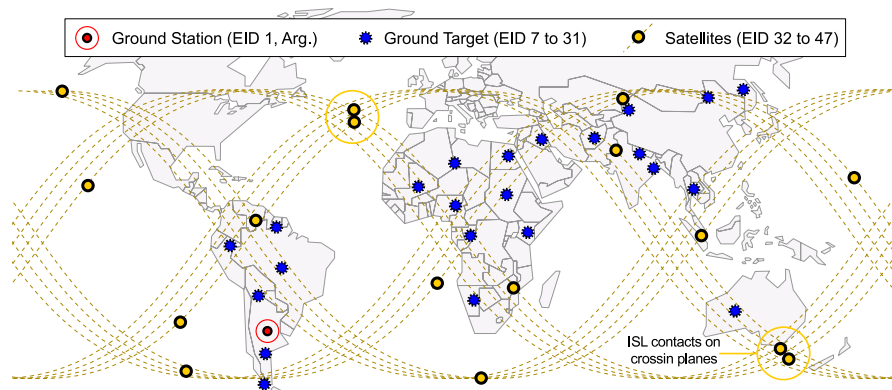 Ground Station (EID 1, Arg.) Ground Target (EID 7 to 31) Satellites (EID 32 to 47)
ISL contacts on
crossin planes